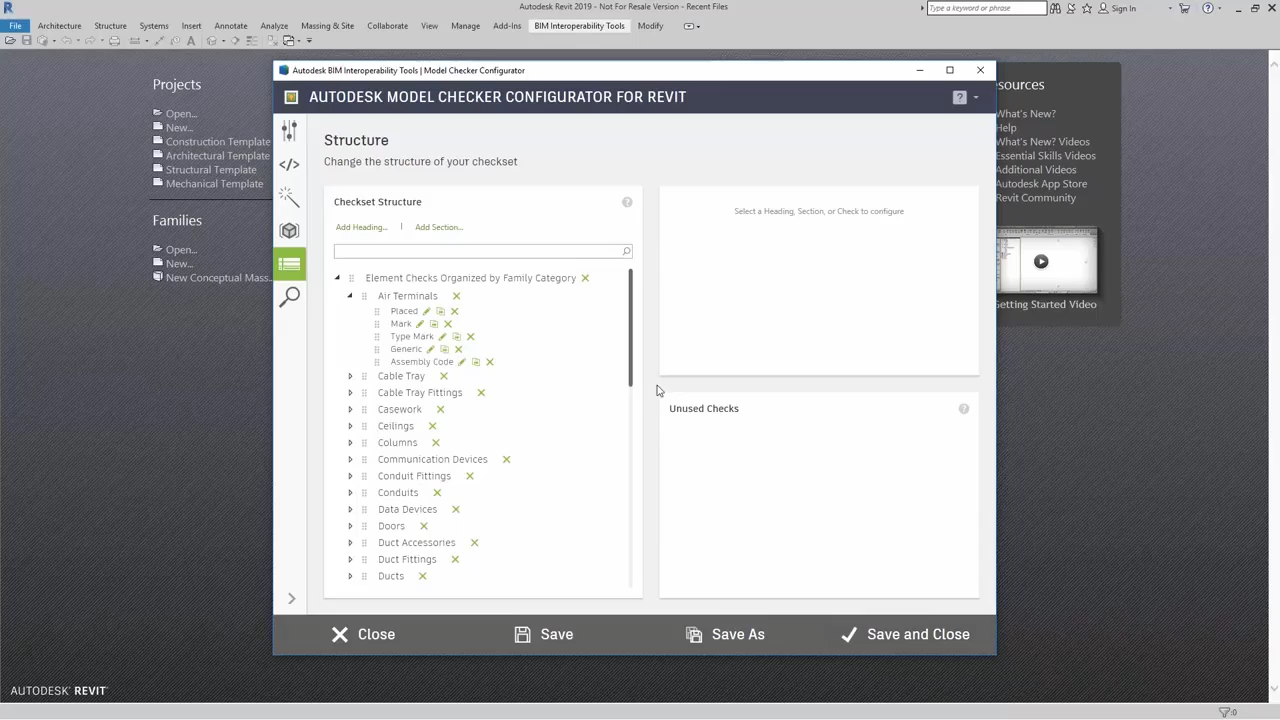 Autodesk Revit 2019 - Not For Resale Version - Recent Files
Type a keyword or phrase
Sign In
File Architecture Structure Systems Insert Annotate Analyze Massing & Site Collaborate View Manage Add-Ins BIM Interoperability Tools Modify
Projects
Open...
New...
Construction Template
Architectural Template
Structural Template
Mechanical Template
Families
Open...
New...
New Conceptual Mass...
Autodesk BIM Interoperability Tools | Model Checker Configurator
AUTODESK MODEL CHECKER CONFIGURATOR FOR REVIT
Structure
Change the structure of your checkset
Checkset Structure
Add Heading... | Add Section...
Element Checks Organized by Family Category
Air Terminals
Placed
Mark
Type Mark
Generic
Assembly Code
Cable Tray
Cable Tray Fittings
Casework
Ceilings
Columns
Communication Devices
Conduit Fittings
Conduits
Data Devices
Doors
Duct Accessories
Duct Fittings
Ducts
Select a Heading, Section, or Check to configure
Unused Checks
Close
Save
Save As
Save and Close
esources
What's New?
Help
What's New? Videos
Essential Skills Videos
Additional Videos
Autodesk App Store
Revit Community
Getting Started Video
AUTODESK® REVIT®
:0